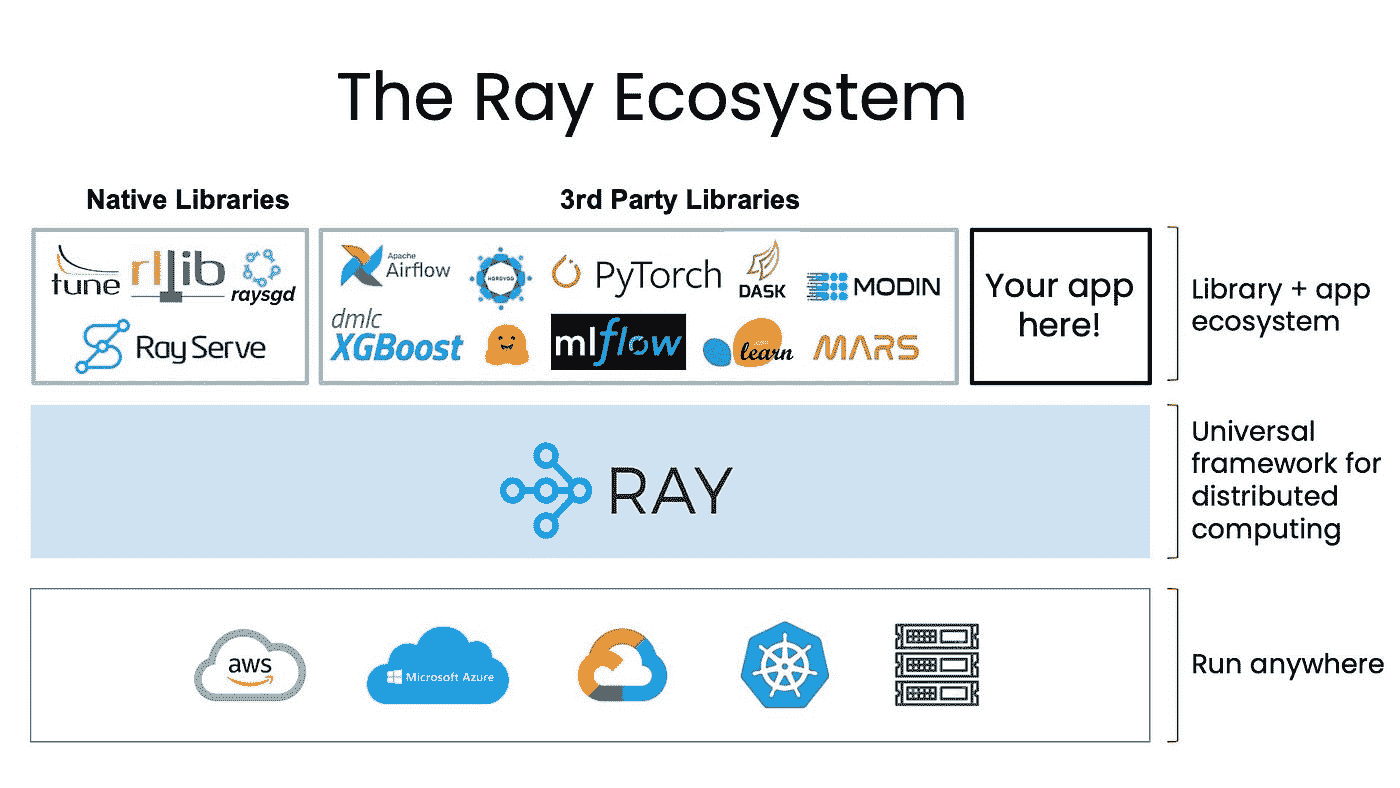 The Ray Ecosystem
Native Libraries
3rd Party Libraries
tune
rllib
raysgd
RayServe
Apache
Airflow
HOROVOD
PyTorch
DASK
MODIN
dmlc
XGBoost
mlflow
learn
MARS
Your app
here!
Library + app
ecosystem
RAY
Universal
framework for
distributed
computing
aws
Microsoft Azure
Run anywhere